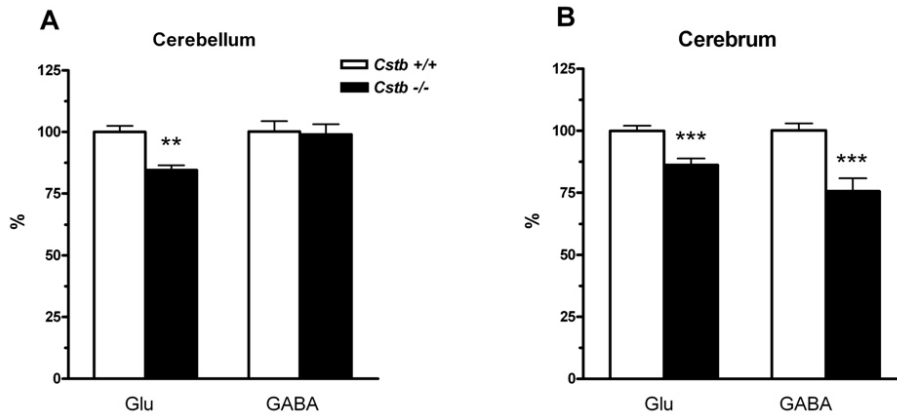 A
Cerebellum
Cstb +/+
Cstb -/-
125
100
75
50
25
0
%
**
Glu
GABA
B
Cerebrum
125
100
75
50
25
0
%
***
***
Glu
GABA